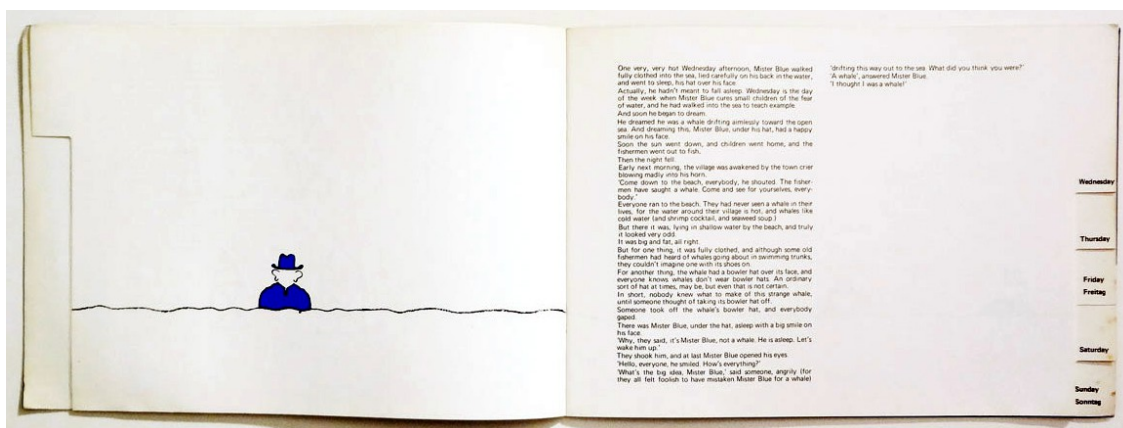 One very, very hot Wednesday afternoon, Mister Blue walked
fully clothed into the sea, lied carefully on his back in the water,
and went to sleep, his hat over his face.
Actually, he hadn't meant to fall asleep. Wednesday is the day
of the week when Mister Blue cures small children of the fear
of water, and he had walked into the sea to teach example.
And soon he began to dream.
He dreamed he was a whale drifting aimlessly toward the open
sea. And dreaming this, Mister Blue, under his hat, had a happy
smile on his face.
Soon the sun went down, and children went home, and the
fishermen went out to fish.
Then the night fell.
Early next morning, the village was awakened by the town crier
blowing madly into his horn.
'Come down to the beach, everybody, he shouted. The fisher-
men have saught a whale. Come and see for yourselves, every-
body.'
Everyone ran to the beach. They had never seen a whale in their
lives, for the water around their village is hot, and whales like
cold water (and shrimp cocktail, and seaweed soup.)
But there it was, lying in shallow water by the beach, and truly
it looked very odd.
It was big and fat, all right.
But for one thing, it was fully clothed, and although some old
fishermen had heard of whales going about in swimming trunks,
they couldn't imagine one with its shoes on.
For another thing, the whale had a bowler hat over its face, and
everyone knows whales don't wear bowler hats. An ordinary
sort of hat at times, may be, but even that is not certain.
In short, nobody knew what to make of this strange whale,
until someone thought of taking its bowler hat off.
Someone took off the whale's bowler hat, and everybody
gaped.
There was Mister Blue, under the hat, asleep with a big smile on
his face.
'Why, they said, it's Mister Blue, not a whale. He is asleep. Let's
wake him up.'
They shook him, and at last Mister Blue opened his eyes.
'Hello, everyone, he smiled. How's everything?'
'What's the big idea, Mister Blue,' said someone, angrily (for
they all felt foolish to have mistaken Mister Blue for a whale)
'drifting this way out to the sea. What did you think you were?'
'A whale', answered Mister Blue.
'I thought I was a whale!'
Wednesday
Thursday
Friday
Freitag
Saturday
Sunday
Sonntag